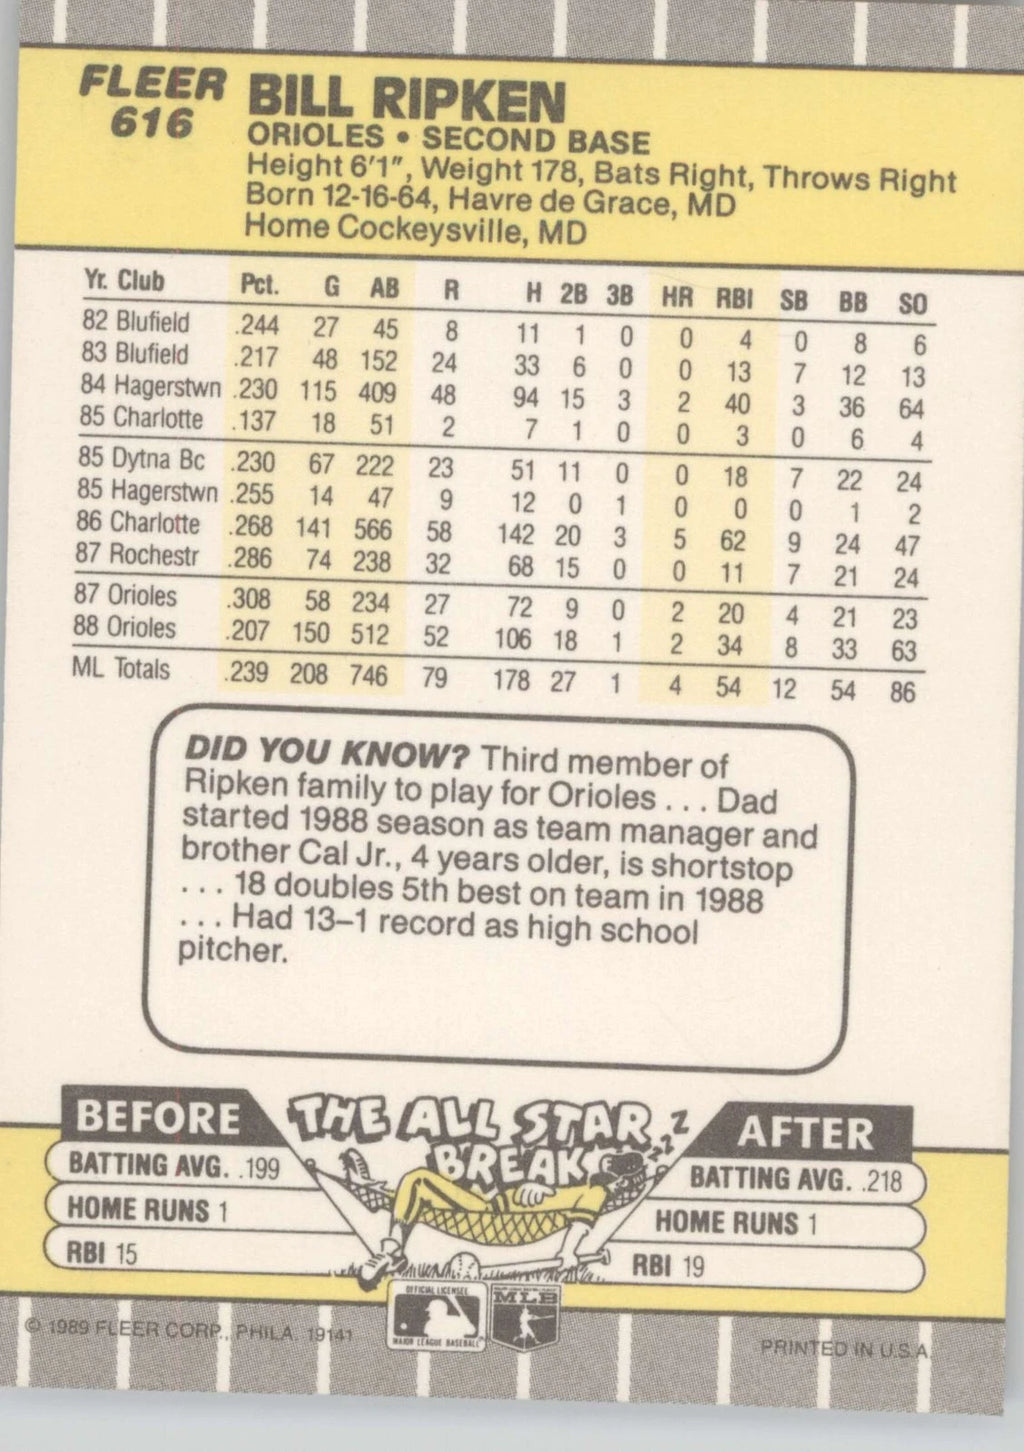 FLEER
616
BILL RIPKEN
ORIOLES • SECOND BASE
Height 6'1", Weight 178, Bats Right, Throws Right
Born 12-16-64, Havre de Grace, MD
Home Cockeysville, MD
Yr. Club Pct. G AB R H 2B 3B HR RBI SB BB SO
82 Blufield .244 27 45 8 11 1 0 0 4 0 8 6
83 Blufield .217 48 152 24 33 6 0 0 13 7 12 13
84 Hagerstwn .230 115 409 48 94 15 3 2 40 3 36 64
85 Charlotte .137 18 51 2 7 1 0 0 3 0 6 4
85 Dytna Bc .230 67 222 23 51 11 0 0 18 7 22 24
85 Hagerstwn .255 14 47 9 12 0 1 0 0 0 1 2
86 Charlotte .268 141 566 58 142 20 3 5 62 9 24 47
87 Rochestr .286 74 238 32 68 15 0 0 11 7 21 24
87 Orioles .308 58 234 27 72 9 0 2 20 4 21 23
88 Orioles .207 150 512 52 106 18 1 2 34 8 33 63
ML Totals .239 208 746 79 178 27 1 4 54 12 54 86
DID YOU KNOW? Third member of
Ripken family to play for Orioles . . . Dad
started 1988 season as team manager and
brother Cal Jr., 4 years older, is shortstop
. . . 18 doubles 5th best on team in 1988
. . . Had 13–1 record as high school
pitcher.
BEFORE
THE ALL STAR
BREAK
Z
Z
Z
Z
AFTER
BATTING AVG. .199
HOME RUNS 1
RBI 15
BATTING AVG. .218
HOME RUNS 1
RBI 19
OFFICIAL LICENSEE
MAJOR LEAGUE BASEBALL
MLB
© 1989 FLEER CORP., PHILA. 19141
PRINTED IN U.S.A.